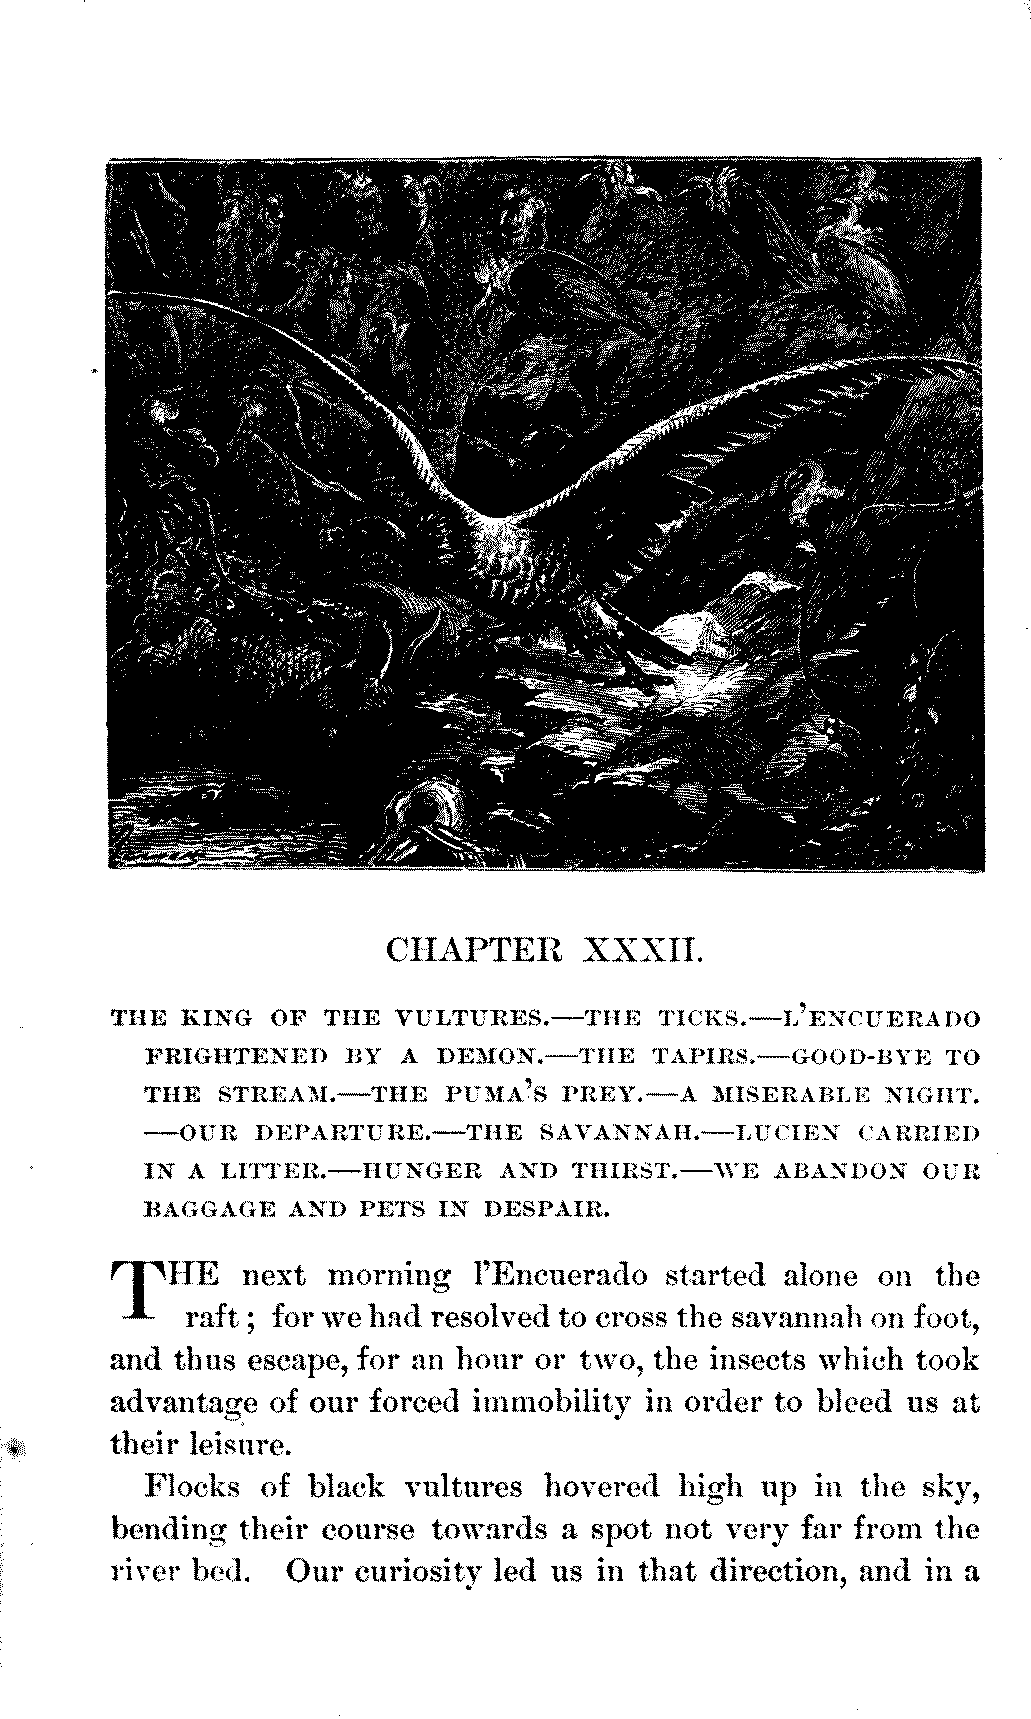 CHAPTER XXXII.
THE KING OF THE VULTURES.—THE TICKS.—L'ENCUERADO
FRIGHTENED BY A DEMON.—THE TAPIRS.—GOOD-BYE TO
THE STREAM.—THE PUMA'S PREY.—A MISERABLE NIGHT.
—OUR DEPARTURE.—THE SAVANNAH.—LUCIEN CARRIED
IN A LITTER.—HUNGER AND THIRST.—WE ABANDON OUR
BAGGAGE AND PETS IN DESPAIR.
THE next morning l'Encuerado started alone on the
raft; for we had resolved to cross the savannah on foot,
and thus escape, for an hour or two, the insects which took
advantage of our forced immobility in order to bleed us at
their leisure.
Flocks of black vultures hovered high up in the sky,
bending their course towards a spot not very far from the
river bed. Our curiosity led us in that direction, and in a